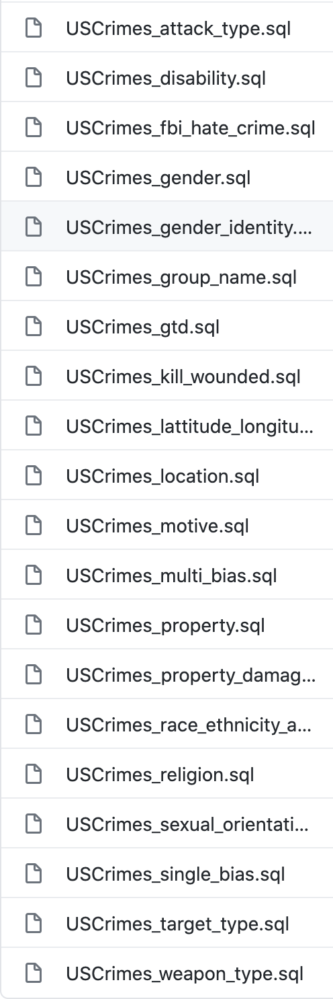 USCrimes_attack_type.sql
USCrimes_disability.sql
USCrimes_fbi_hate_crime.sql
USCrimes_gender.sql
USCrimes_gender_identity....
USCrimes_group_name.sql
USCrimes_gtd.sql
USCrimes_kill_wounded.sql
USCrimes_lattitude_longitu...
USCrimes_location.sql
USCrimes_motive.sql
USCrimes_multi_bias.sql
USCrimes_property.sql
USCrimes_property_damag...
USCrimes_race_ethnicity_a...
USCrimes_religion.sql
USCrimes_sexual_orientati...
USCrimes_single_bias.sql
USCrimes_target_type.sql
USCrimes_weapon_type.sql